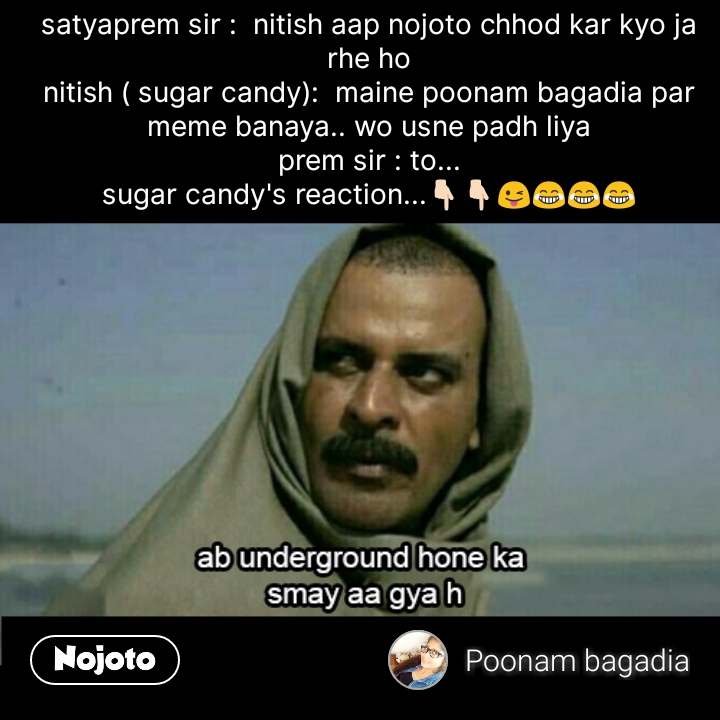 satyaprem sir :  nitish aap nojoto chhod kar kyo ja
rhe ho
nitish ( sugar candy):  maine poonam bagadia par
meme banaya.. wo usne padh liya
prem sir : to...
sugar candy's reaction...👇🏻👇🏻😜😂😂😂
ab underground hone ka
smay aa gya h
Nojoto
Poonam bagadia